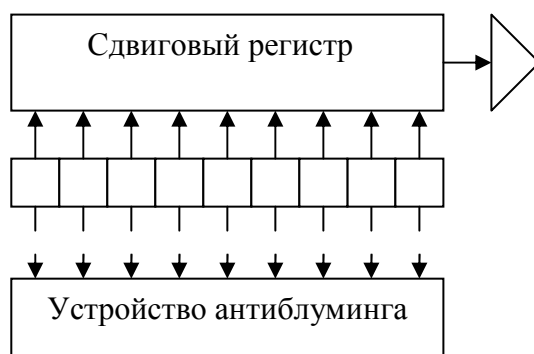 Сдвиговый регистр
Устройство антиблуминга